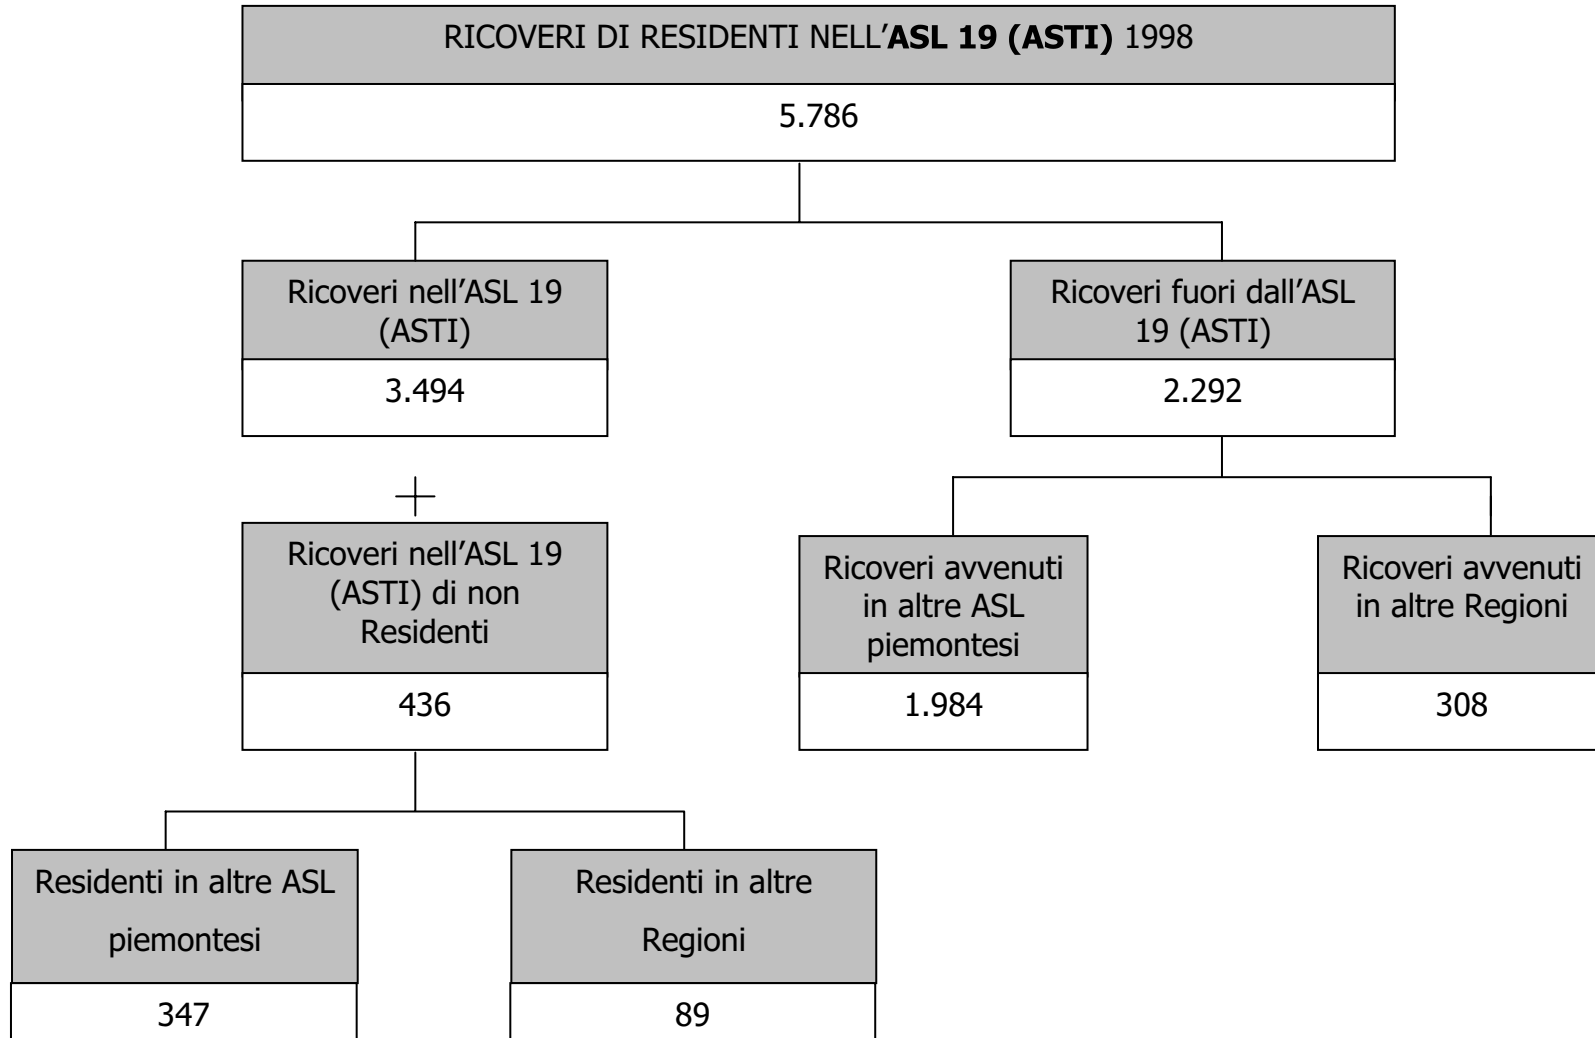 RICOVERI DI RESIDENTI NELL’ASL 19 (ASTI) 1998
5.786
Ricoveri nell’ASL 19
(ASTI)
3.494
Ricoveri fuori dall’ASL
19 (ASTI)
2.292
+
Ricoveri nell’ASL 19
(ASTI) di non
Residenti
436
Ricoveri avvenuti
in altre ASL
piemontesi
1.984
Ricoveri avvenuti
in altre Regioni
308
Residenti in altre ASL
piemontesi
347
Residenti in altre
Regioni
89